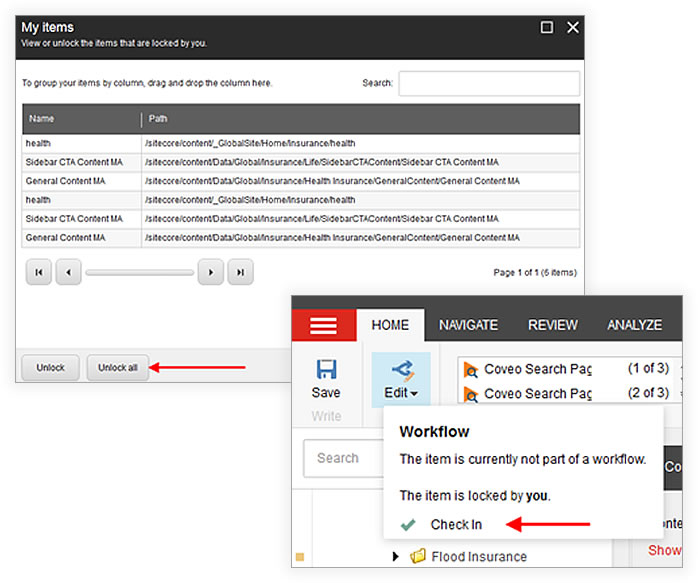 My items
View or unlock the items that are locked by you.
To group your items by column, drag and drop the column here.
Search:
Name Path
health /sitecore/content/_GlobalSite/Home/Insurance/health
Sidebar CTA Content MA /sitecore/content/Data/Global/Insurance/Life/SidebarCTAContent/Sidebar CTA Content MA
General Content MA /sitecore/content/Data/Global/Insurance/Health Insurance/GeneralContent/General Content MA
health /sitecore/content/_GlobalSite/Home/Insurance/health
Sidebar CTA Content MA /sitecore/content/Data/Global/Insurance/Life/SidebarCTAContent/Sidebar CTA Content MA
General Content MA /sitecore/content/Data/Global/Insurance/Health Insurance/GeneralContent/General Content MA
Page 1 of 1 (6 items)
Unlock Unlock all
HOME NAVIGATE REVIEW ANALYZE
Save
Write
Edit
Coveo Search Pag (1 of 3)
Coveo Search Pag (2 of 3)
Search
Workflow
The item is currently not part of a workflow.
The item is locked by you.
Check In
Co
onte
Show
Flood Insurance